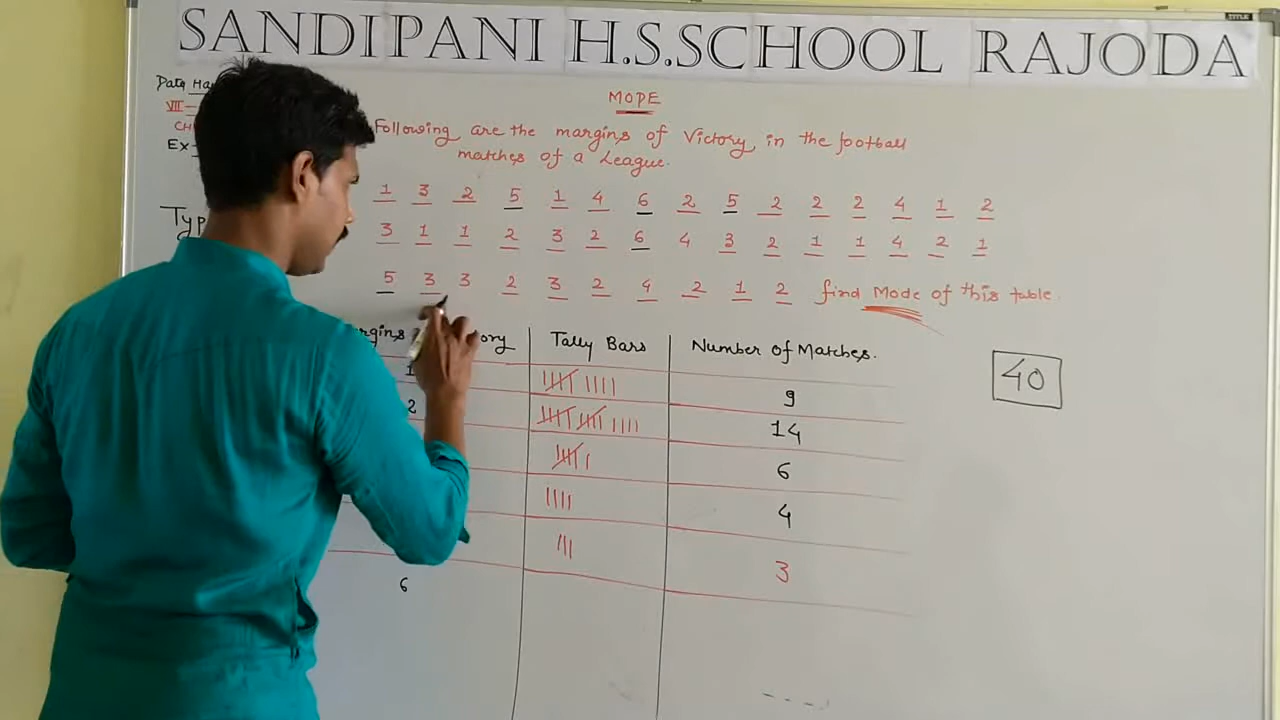 SANDIPANI H.S.SCHOOL RAJODA
MODE
Following are the margins of Victory in the football
matches of a League.
1 3 2 5 1 4 6 2 5 2 2 2 4 1 2
3 1 1 2 3 2 6 4 3 2 1 1 4 2 1
5 3 3 2 3 2 4 2 1 2 find Mode of this table
Tally Bars Number of Matches.
1 9
2 14
6
4
3
6
40